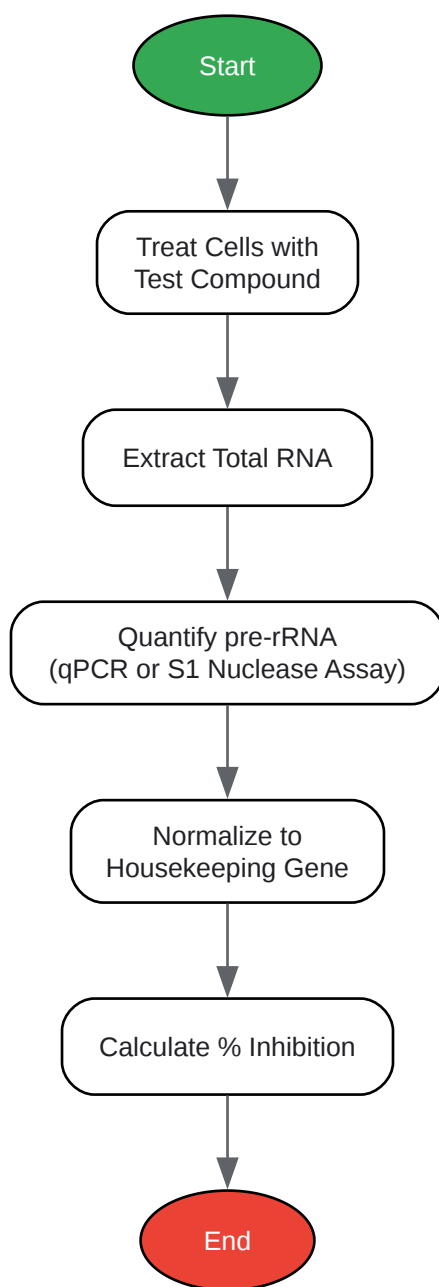 Start
Treat Cells with
Test Compound
Extract Total RNA
Quantify pre-rRNA
(qPCR or S1 Nuclease Assay)
Normalize to
Housekeeping Gene
Calculate % Inhibition
End